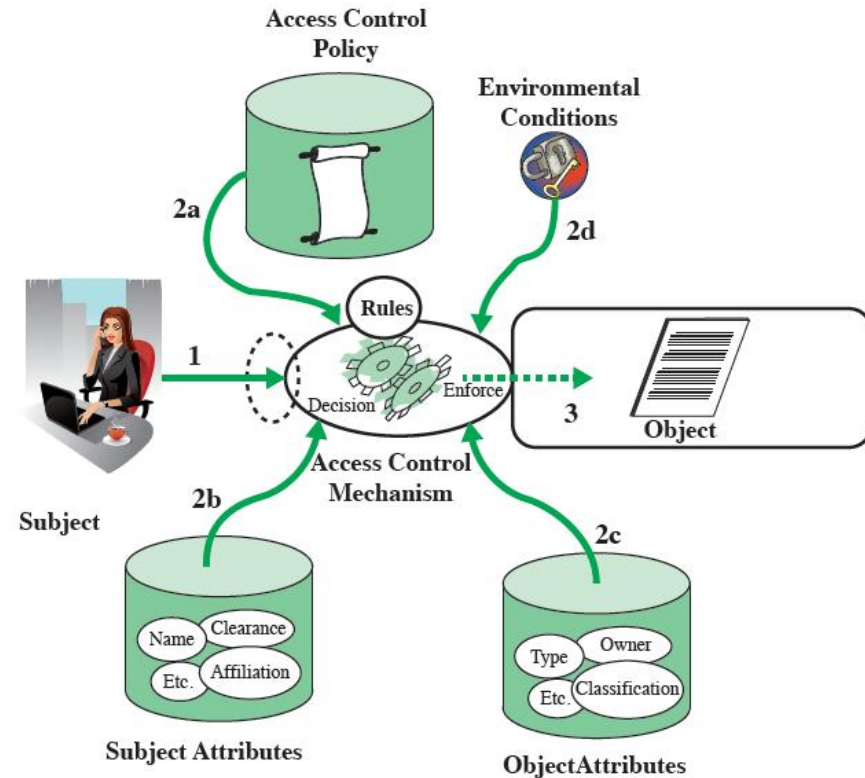 Access Control
Policy
Environmental
Conditions
2a
2d
Rules
1
Decision
Enforce
3
Object
Access Control
Mechanism
2b
2c
Subject
Name
Clearance
Etc.
Affiliation
Type
Owner
Etc.
Classification
Subject Attributes
ObjectAttributes